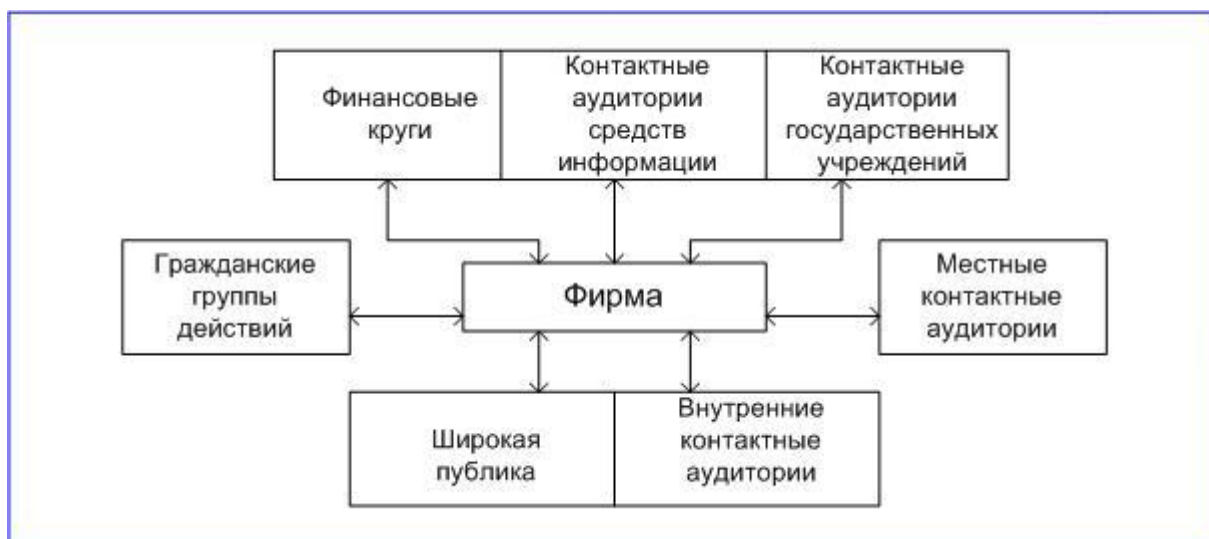 Финансовые
круги
Контактные
аудитории
средств
информации
Контактные
аудитории
государственных
учреждений
Гражданские
группы
действий
Фирма
Местные
контактные
аудитории
Широкая
публика
Внутренние
контактные
аудитории